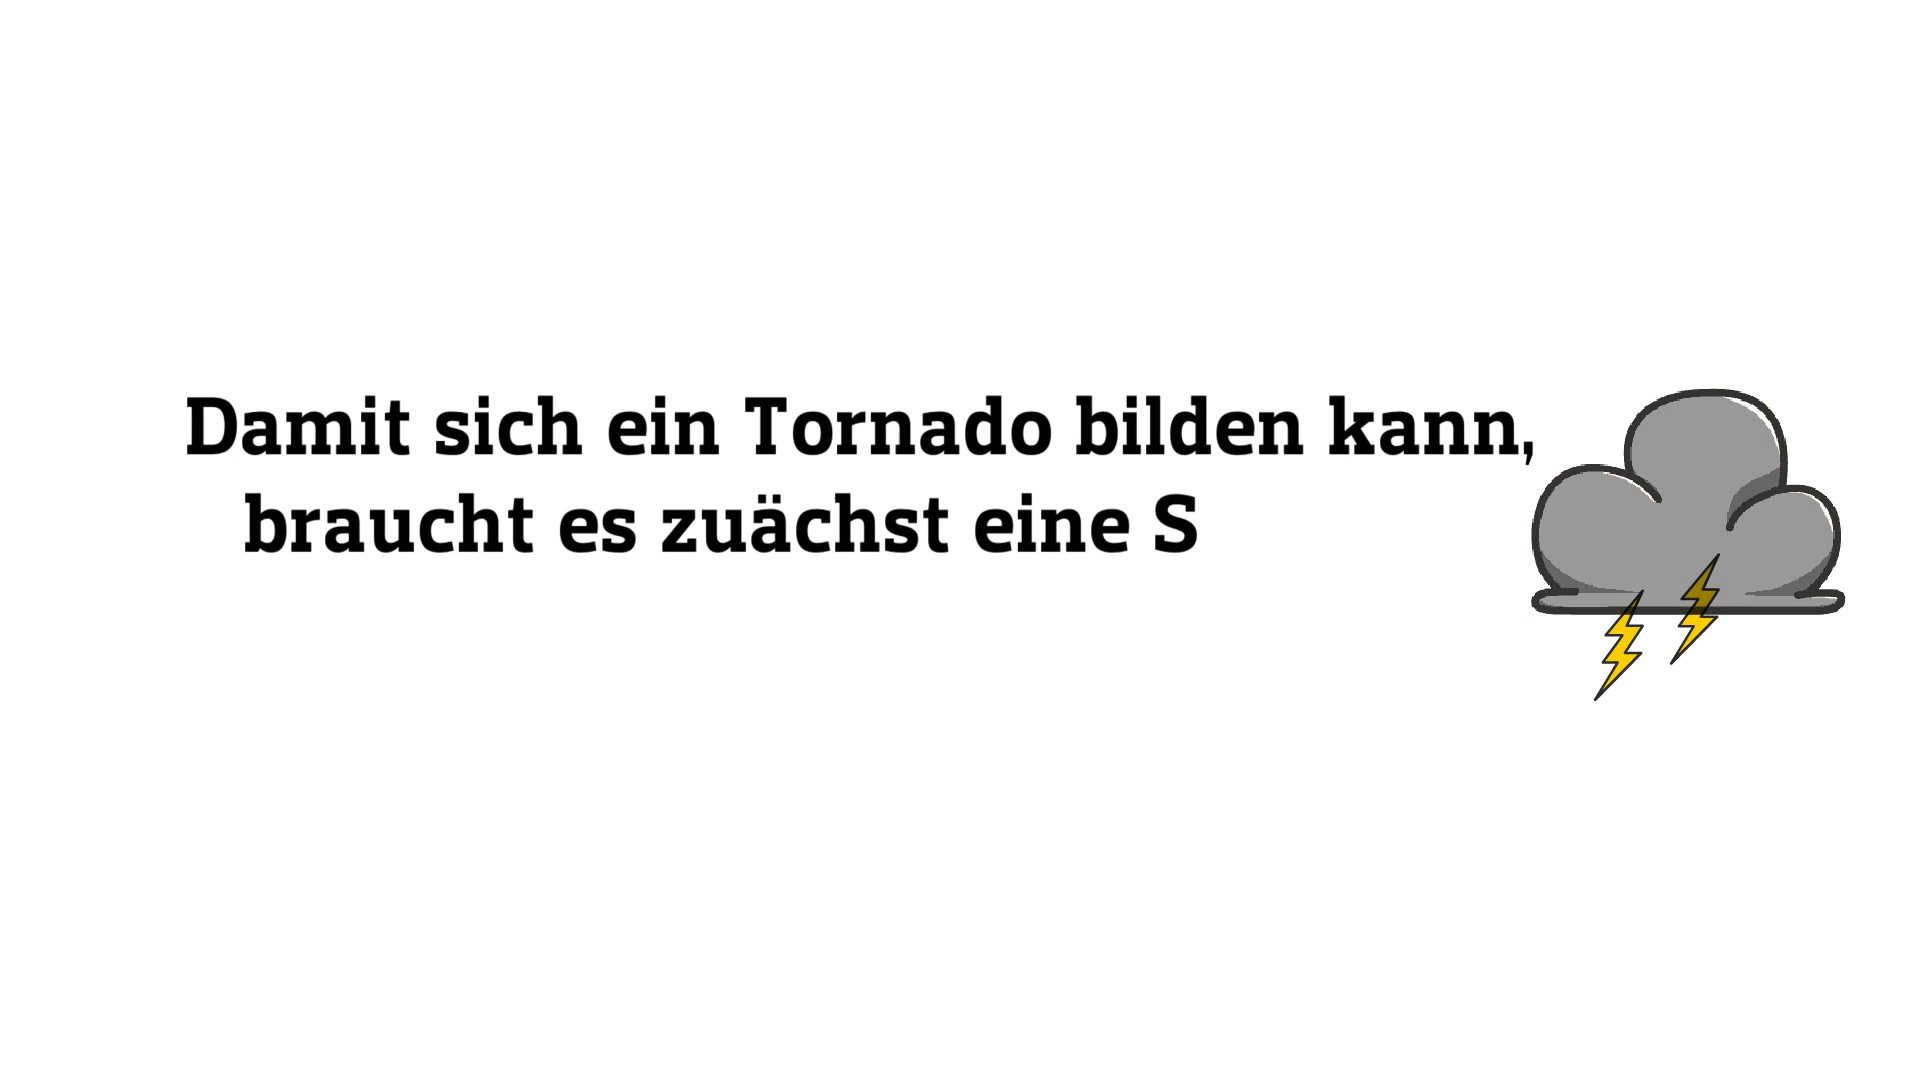 Damit sich ein Tornado bilden kann,
braucht es zuächst eine S